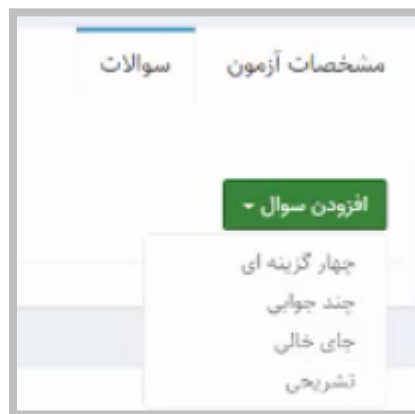 مشخصات آزمون سوالات
افزودن سوال
چهار گزینه ای
چند جوابی
جای خالی
تشریحی